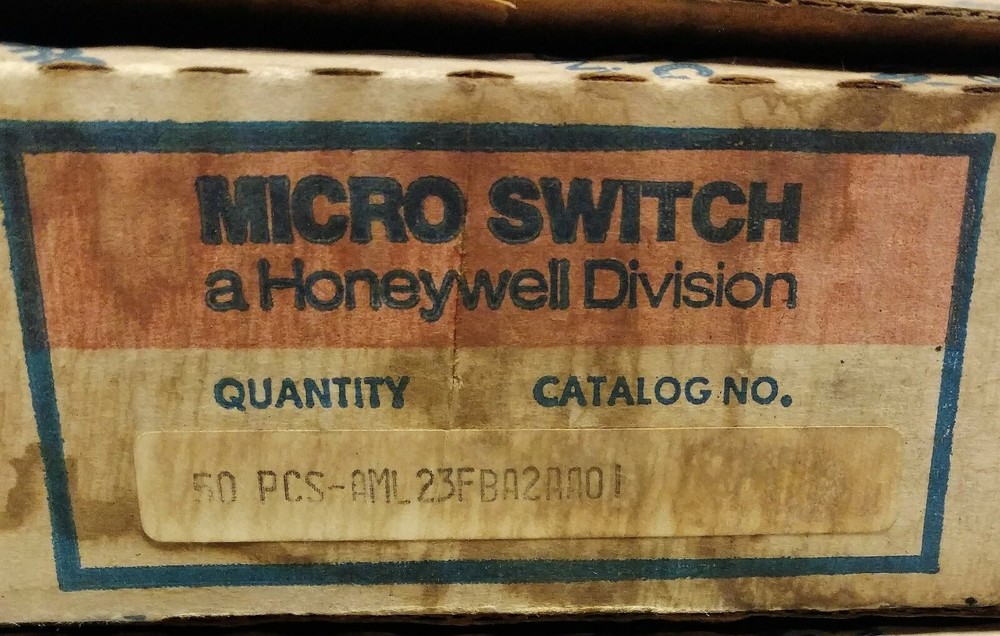 MICRO SWITCH
a Honeywell Division
QUANTITY CATALOG NO.
50 PCS-AML23FBA2AA01